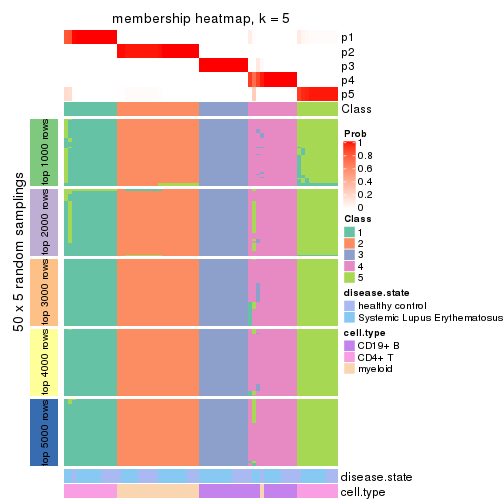 membership heatmap, k = 5
p1
p2
p3
p4
p5
Class
50 x 5 random samplings
top 1000 rows
top 2000 rows
top 3000 rows
top 4000 rows
top 5000 rows
Prob
1
0.8
0.6
0.4
0.2
0
Class
1
2
3
4
5
disease.state
healthy control
Systemic Lupus Erythematosus
cell.type
CD19+ B
CD4+ T
myeloid
disease.state
cell.type